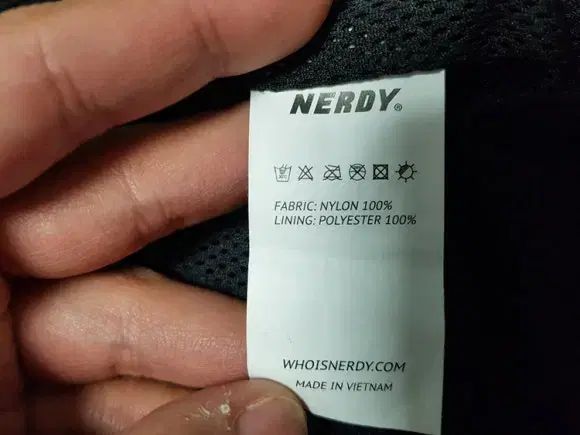 NERDY®
FABRIC: NYLON 100%
LINING: POLYESTER 100%
WHOISNERDY.COM
MADE IN VIETNAM